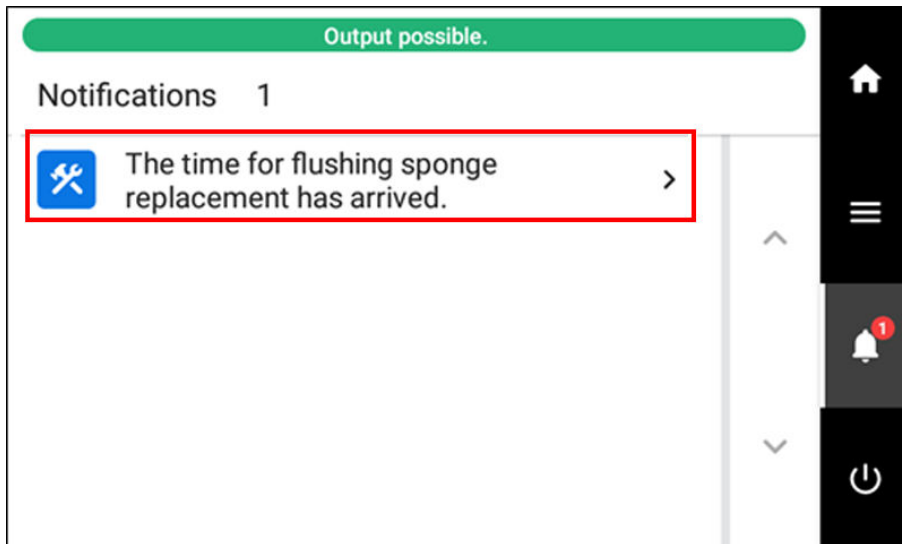 Output possible.
Notifications 1
The time for flushing sponge
replacement has arrived.
1